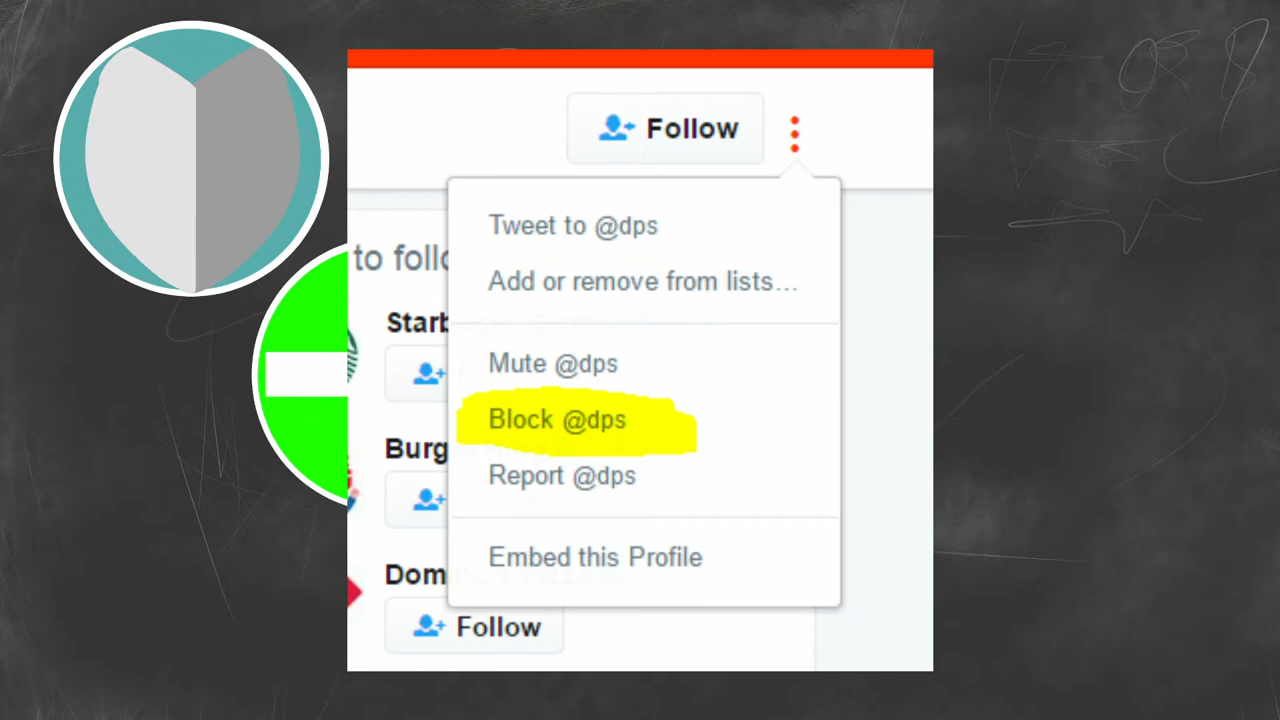 Follow
Tweet to @dps
to follo
Add or remove from lists...
Starb
Mute @dps
Block @dps
Burg
Report @dps
Embed this Profile
Dom
Follow